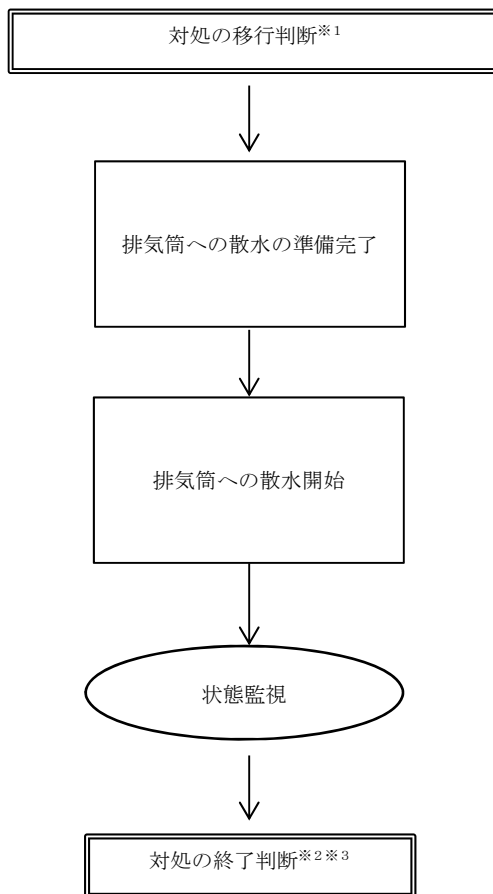 対処の移行判断※1
排気筒への散水の準備完了
排気筒への散水開始
状態監視
対処の終了判断※2※3